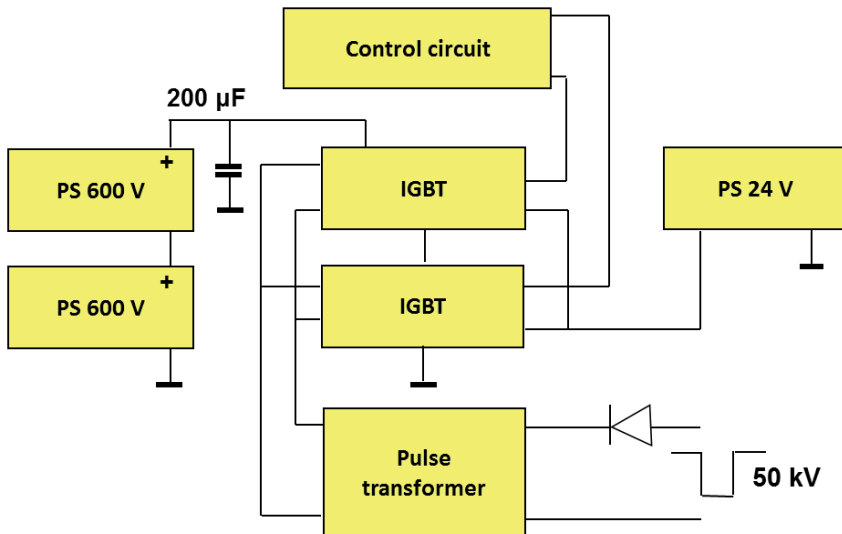 Control circuit
200 µF
+
PS 600 V
IGBT
PS 24 V
+
PS 600 V
IGBT
Pulse
transformer
50 kV